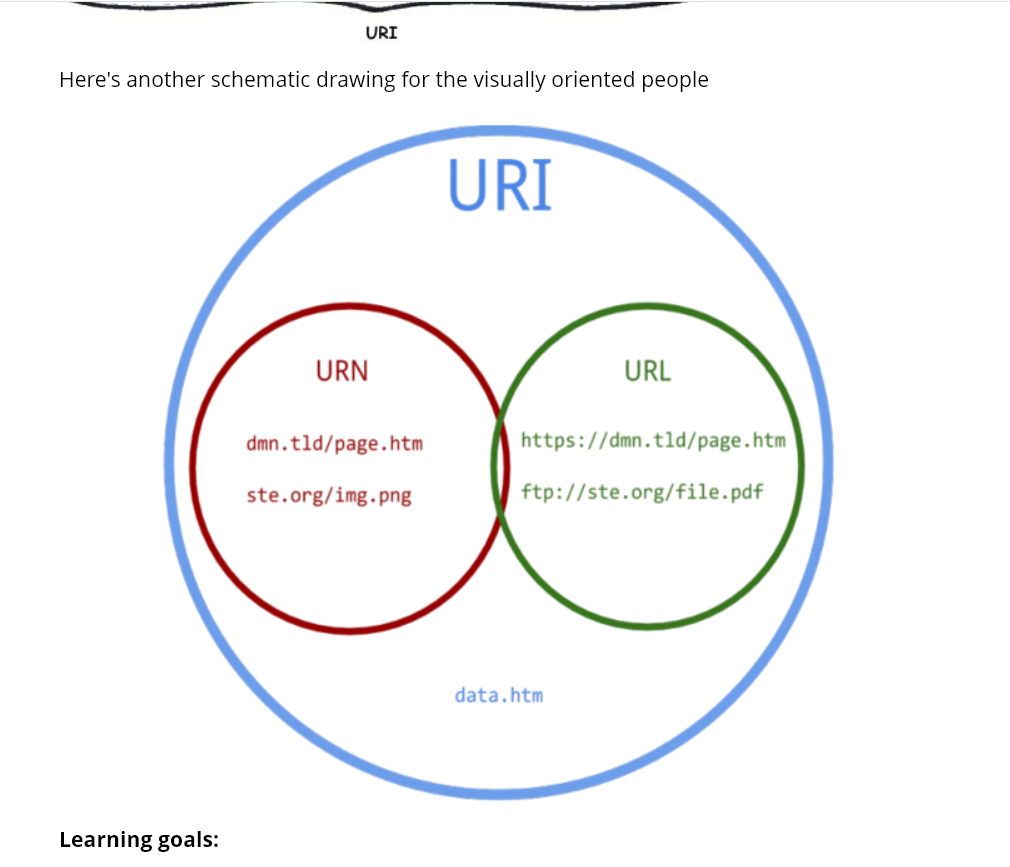 URI
Here's another schematic drawing for the visually oriented people
URI
URN
URL
dmn.tld/page.htm
https://dmn.tld/page.htm
ste.org/img.png
ftp://ste.org/file.pdf
data.htm
Learning goals: